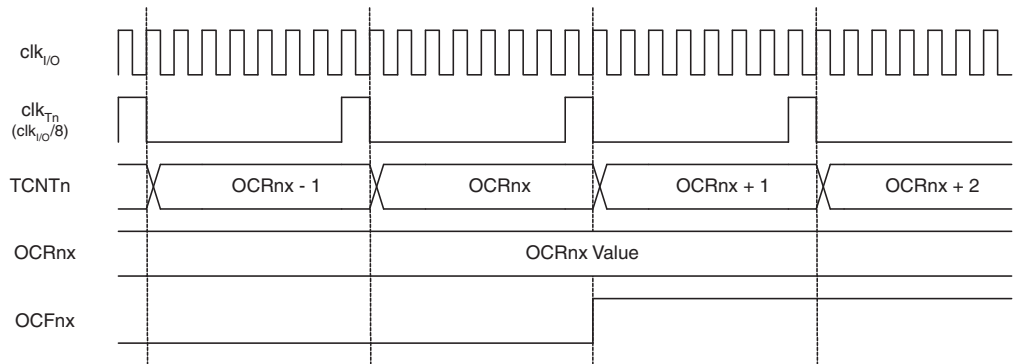 clkI/O
clkTn
(clkI/O/8)
TCNTn OCRnx - 1 OCRnx OCRnx + 1 OCRnx + 2
OCRnx OCRnx Value
OCFnx